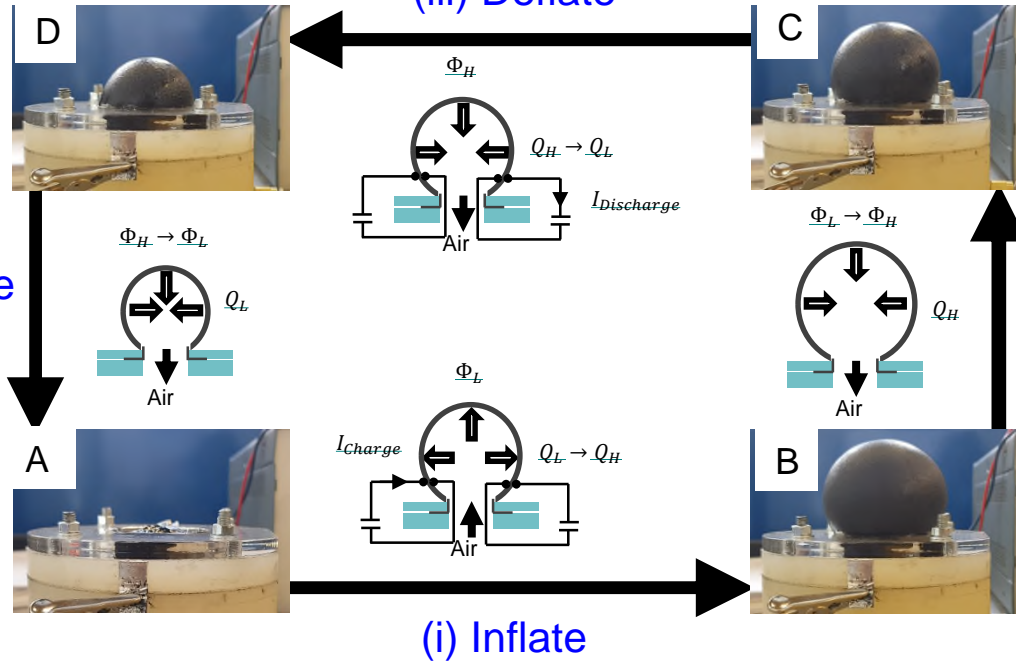 D
C
Φ_H
Q_H → Q_L
I_Discharge
Air
Φ_H → Φ_L
Q_L
Air
Φ_L → Φ_H
Q_H
Air
Φ_L
I_Charge
Q_L → Q_H
Air
A
B
(i) Inflate